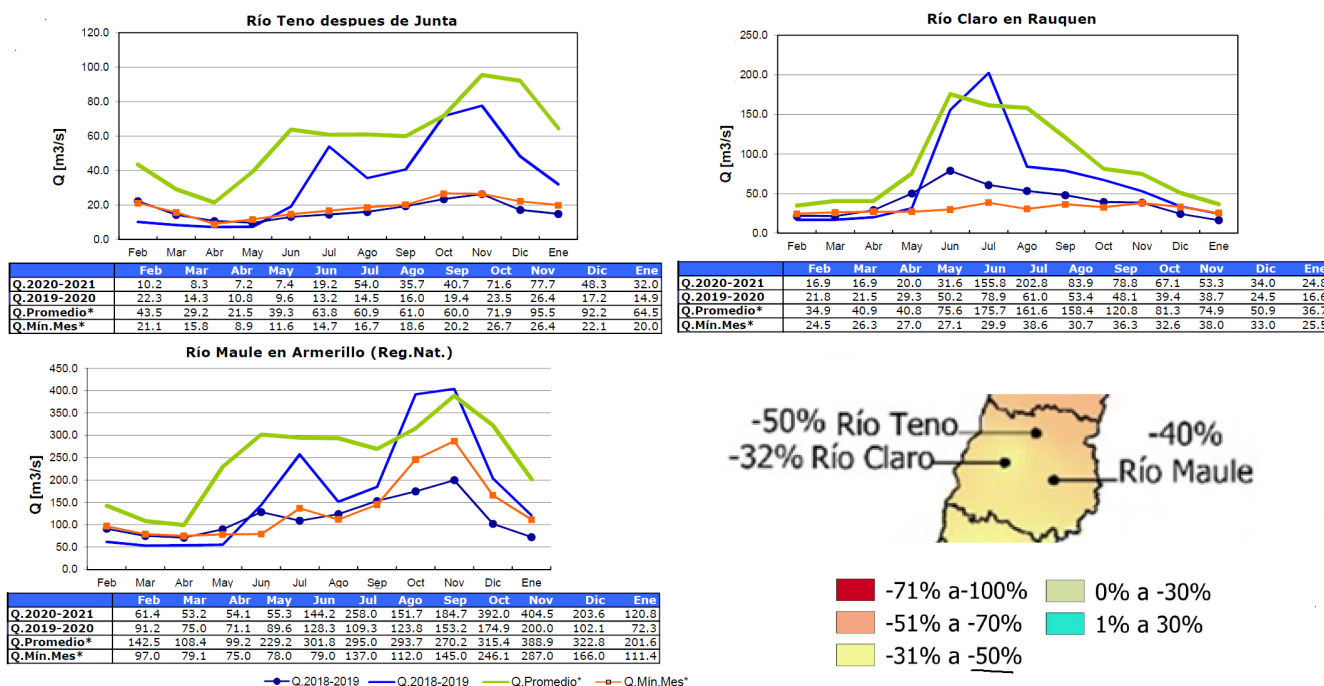 Río Teno despues de Junta
Q [m3/s]
120.0
100.0
80.0
60.0
40.0
20.0
0.0
Feb Mar Abr May Jun Jul Ago Sep Oct Nov Dic Ene
Feb Mar Abr May Jun Jul Ago Sep Oct Nov Dic Ene
Q.2020-2021 10.2 8.3 7.2 7.4 19.2 54.0 35.7 40.7 71.6 77.7 48.3 32.0
Q.2019-2020 22.3 14.3 10.8 9.6 13.2 14.5 16.0 19.4 23.5 26.4 17.2 14.9
Q.Promedio* 43.5 29.2 21.5 39.3 63.8 60.9 61.0 60.0 71.9 95.5 92.2 64.5
Q.Mín.Mes* 21.1 15.8 8.9 11.6 14.7 16.7 18.6 20.2 26.7 26.4 22.1 20.0
Río Claro en Rauquen
Q [m3/s]
250.0
200.0
150.0
100.0
50.0
0.0
Feb Mar Abr May Jun Jul Ago Sep Oct Nov Dic Ene
Feb Mar Abr May Jun Jul Ago Sep Oct Nov Dic Ene
Q.2020-2021 16.9 16.9 20.0 31.6 155.8 202.8 83.9 78.8 67.1 53.3 34.0 24.8
Q.2019-2020 21.8 21.5 29.3 50.2 78.9 61.0 53.4 48.1 39.4 38.7 24.5 16.6
Q.Promedio* 34.9 40.9 40.8 75.6 175.7 161.6 158.4 120.8 81.3 74.9 50.9 36.7
Q.Mín.Mes* 24.5 26.3 27.0 27.1 29.9 38.6 30.7 36.3 32.6 38.0 33.0 25.5
Río Maule en Armerillo (Reg.Nat.)
Q [m3/s]
450.0
400.0
350.0
300.0
250.0
200.0
150.0
100.0
50.0
0.0
Feb Mar Abr May Jun Jul Ago Sep Oct Nov Dic Ene
Feb Mar Abr May Jun Jul Ago Sep Oct Nov Dic Ene
Q.2020-2021 61.4 53.2 54.1 55.3 144.2 258.0 151.7 184.7 392.0 404.5 203.6 120.8
Q.2019-2020 91.2 75.0 71.1 89.6 128.3 109.3 123.8 153.2 174.9 200.0 102.1 72.3
Q.Promedio* 142.5 108.4 99.2 229.2 301.8 295.0 293.7 270.2 315.4 388.9 322.8 201.6
Q.Mín.Mes* 97.0 79.1 75.0 78.0 79.0 137.0 112.0 145.0 246.1 287.0 166.0 111.4
Q.2018-2019 Q.2018-2019 Q.Promedio* Q.Mín.Mes*
-50% Río Teno
-32% Río Claro
-40%
Río Maule
-71% a-100%
-51% a -70%
-31% a -50%
0% a -30%
1% a 30%